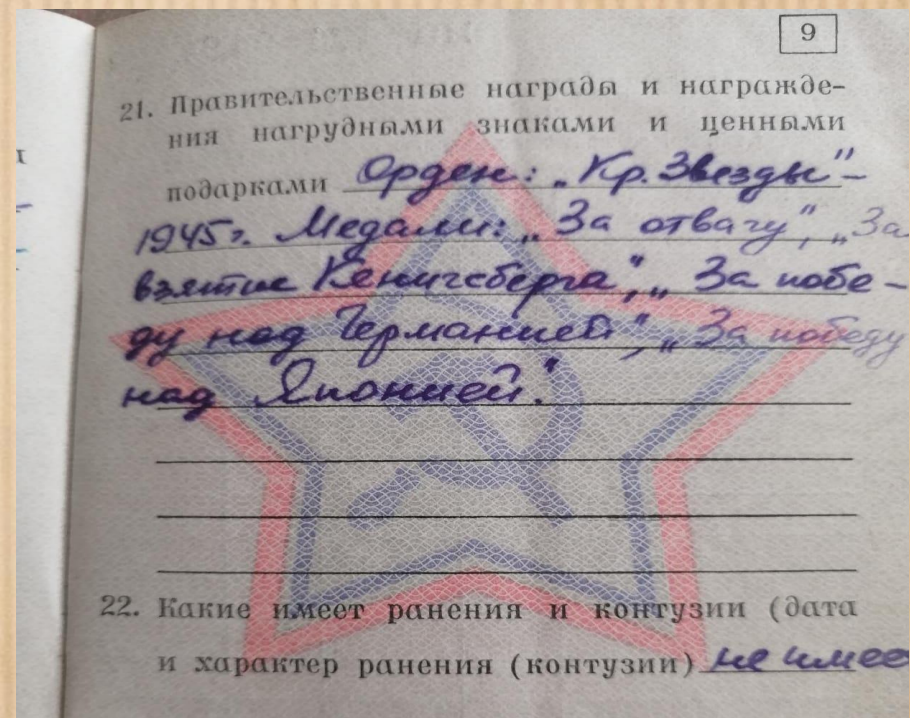 9
21. Правительственные награды и награжде-
ния нагрудными знаками и ценными
подарками Орден: „Кр. Звезды"-
1945г. Медали: „За отвагу", „За
взятие Кенигсберга", „За побе-
ду над Германией", „За победу
над Японией".
22. Какие имеет ранения и контузии (дата
и характер ранения (контузии) не имее